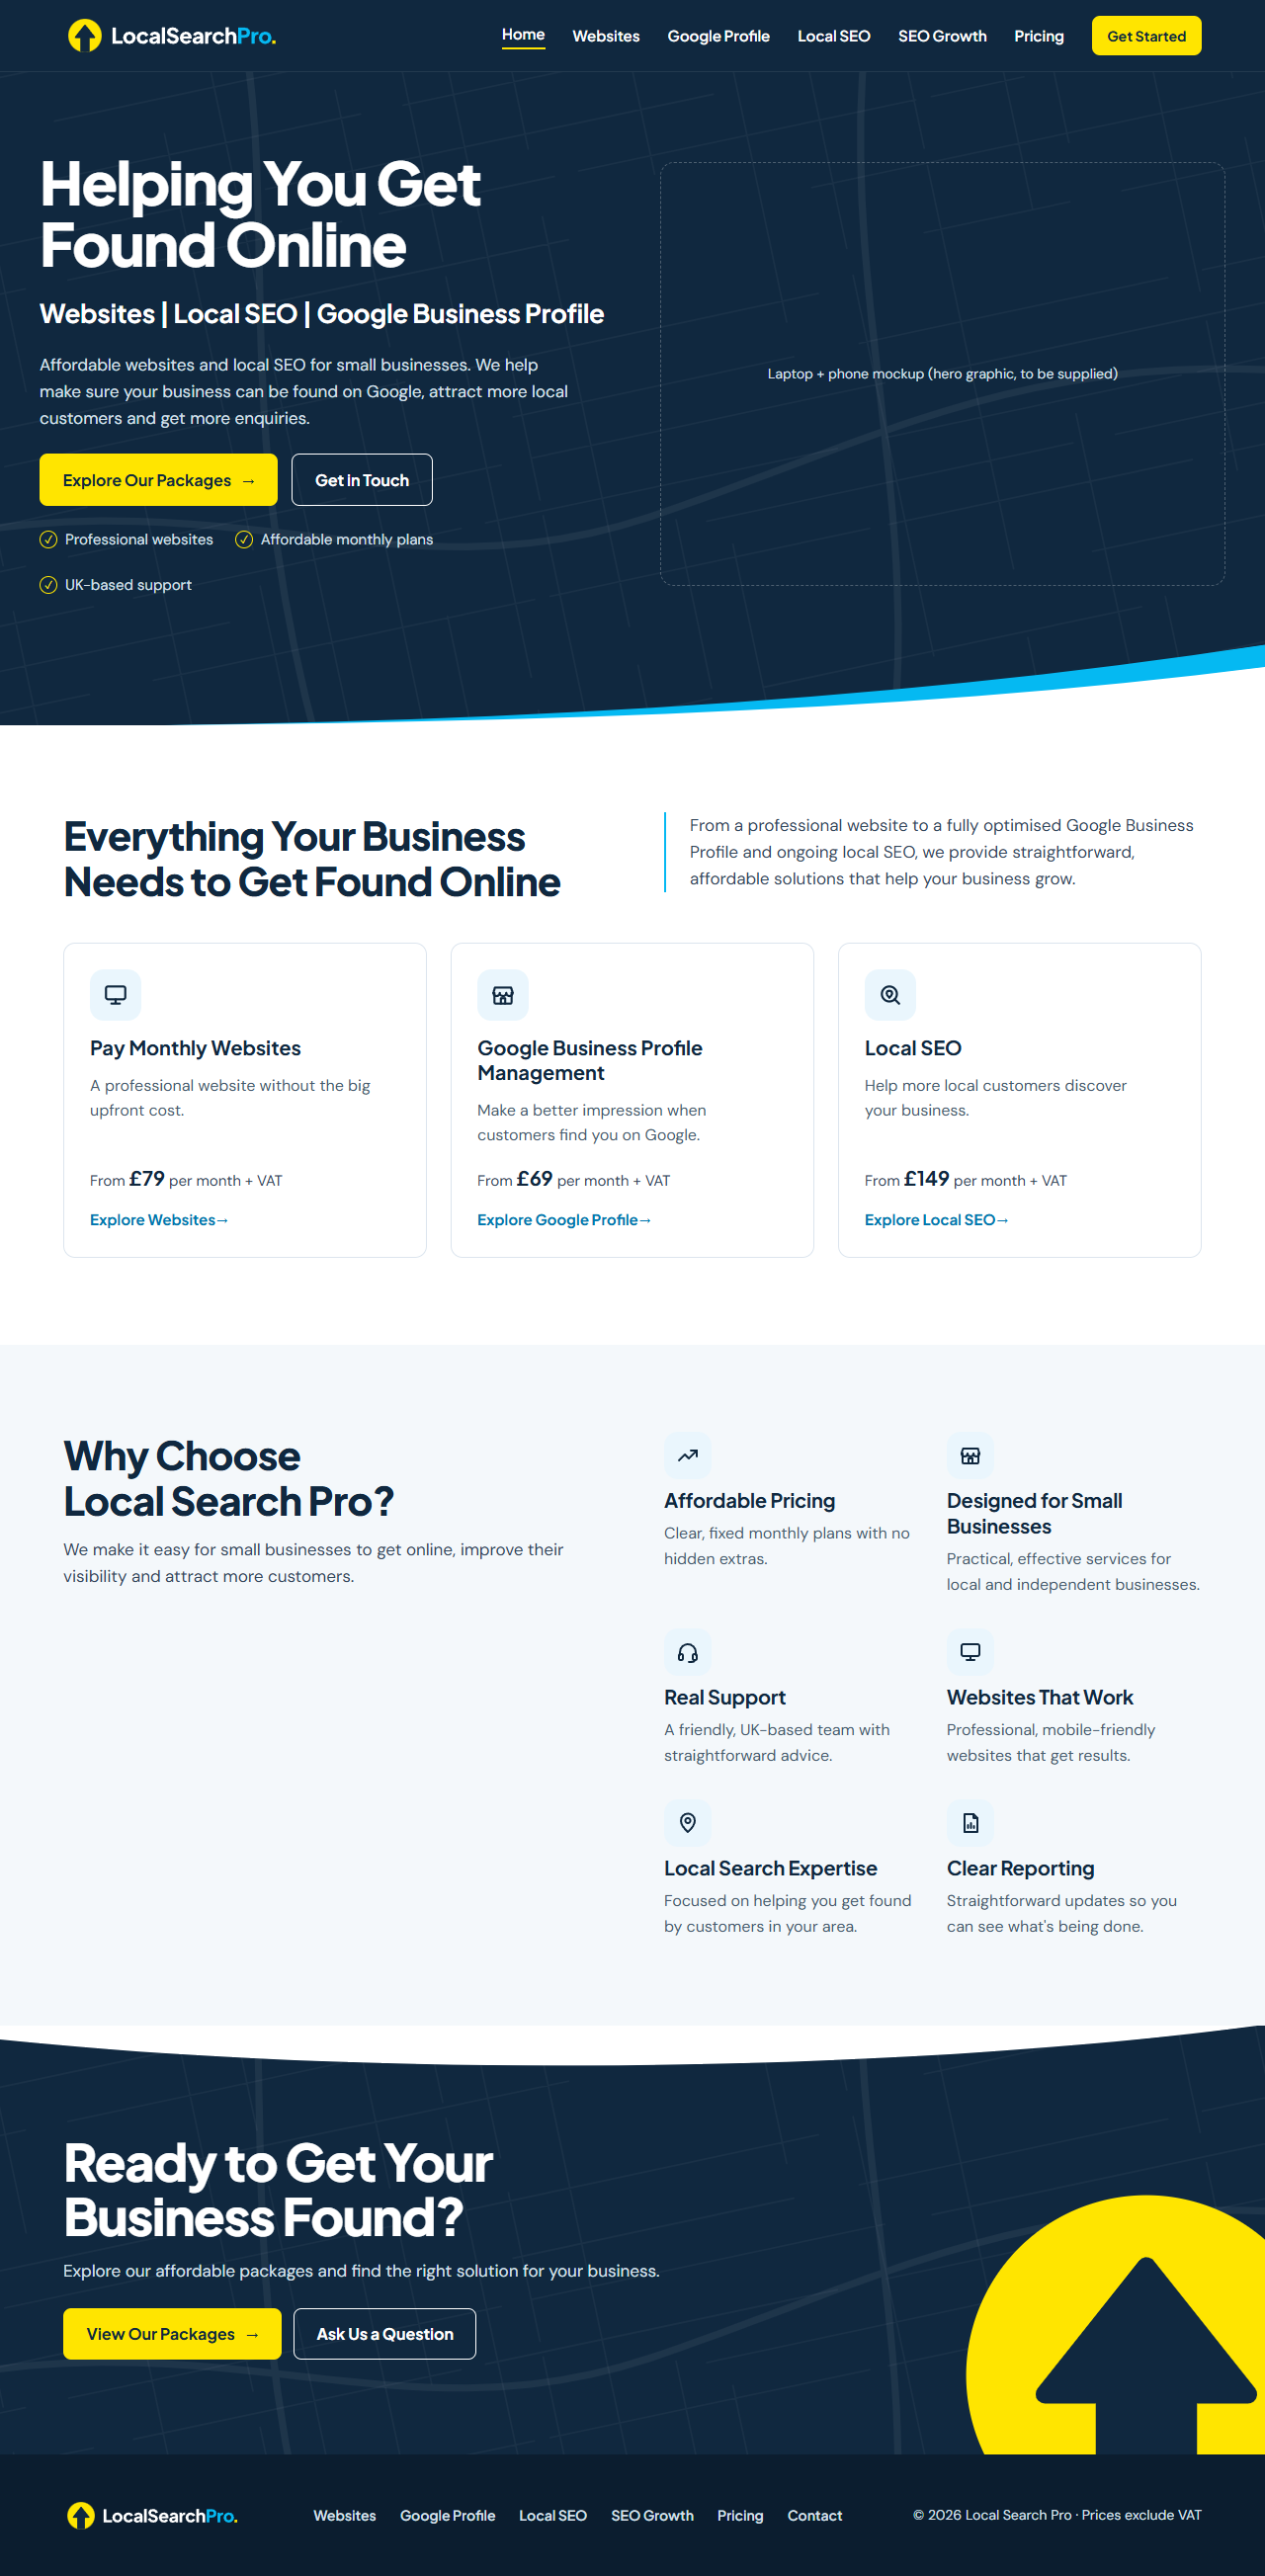 LocalSearchPro.
Home Websites Google Profile Local SEO SEO Growth Pricing Get Started
Helping You Get
Found Online
Websites | Local SEO | Google Business Profile
Affordable websites and local SEO for small businesses. We help
make sure your business can be found on Google, attract more local
customers and get more enquiries.
Explore Our Packages →
Get in Touch
Professional websites
Affordable monthly plans
UK-based support
Laptop + phone mockup (hero graphic, to be supplied)
Everything Your Business
Needs to Get Found Online
From a professional website to a fully optimised Google Business
Profile and ongoing local SEO, we provide straightforward,
affordable solutions that help your business grow.
Pay Monthly Websites
A professional website without the big
upfront cost.
From £79 per month + VAT
Explore Websites→
Google Business Profile
Management
Make a better impression when
customers find you on Google.
From £69 per month + VAT
Explore Google Profile→
Local SEO
Help more local customers discover
your business.
From £149 per month + VAT
Explore Local SEO→
Why Choose
Local Search Pro?
We make it easy for small businesses to get online, improve their
visibility and attract more customers.
Affordable Pricing
Clear, fixed monthly plans with no
hidden extras.
Designed for Small
Businesses
Practical, effective services for
local and independent businesses.
Real Support
A friendly, UK-based team with
straightforward advice.
Websites That Work
Professional, mobile-friendly
websites that get results.
Local Search Expertise
Focused on helping you get found
by customers in your area.
Clear Reporting
Straightforward updates so you
can see what's being done.
Ready to Get Your
Business Found?
Explore our affordable packages and find the right solution for your business.
View Our Packages →
Ask Us a Question
LocalSearchPro.
Websites Google Profile Local SEO SEO Growth Pricing Contact
© 2026 Local Search Pro · Prices exclude VAT